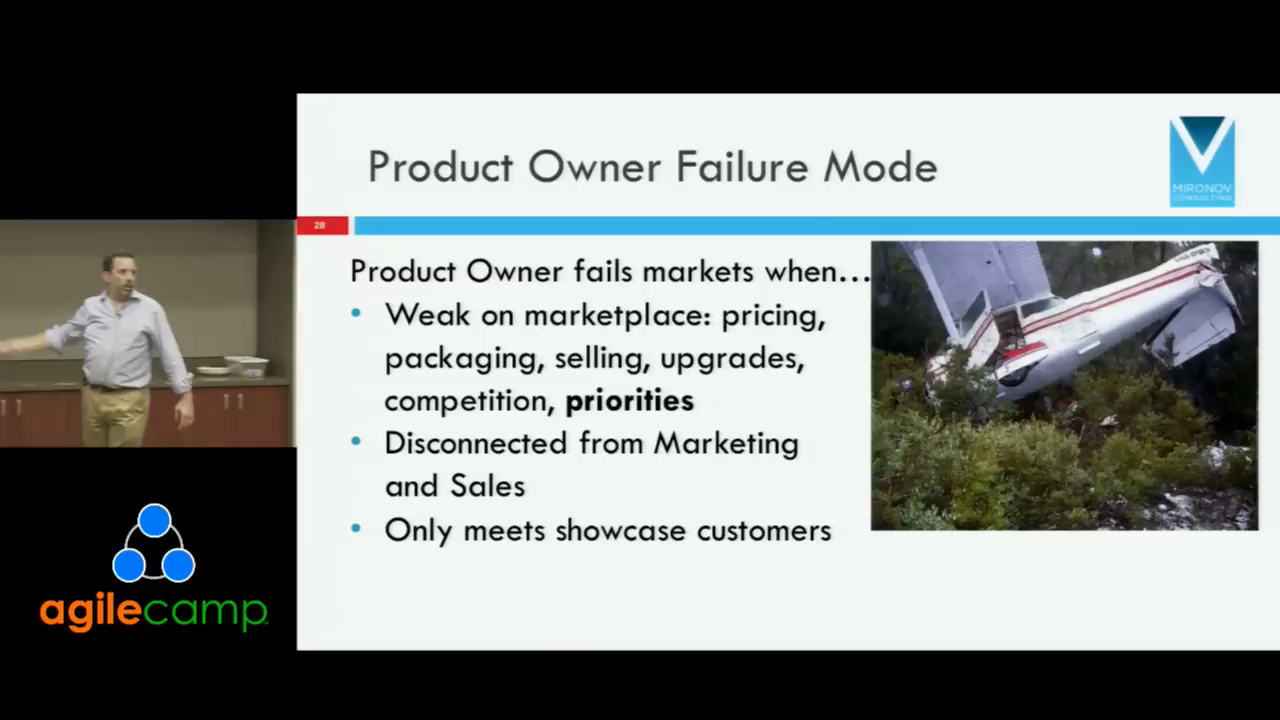 Product Owner Failure Mode
MIRONOV
CONSULTING
28
Product Owner fails markets when...
• Weak on marketplace: pricing,
packaging, selling, upgrades,
competition, priorities
• Disconnected from Marketing
and Sales
• Only meets showcase customers
agilecamp